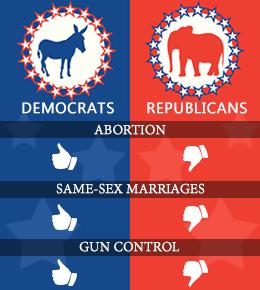 DEMOCRATS REPUBLICANS
ABORTION
SAME-SEX MARRIAGES
GUN CONTROL